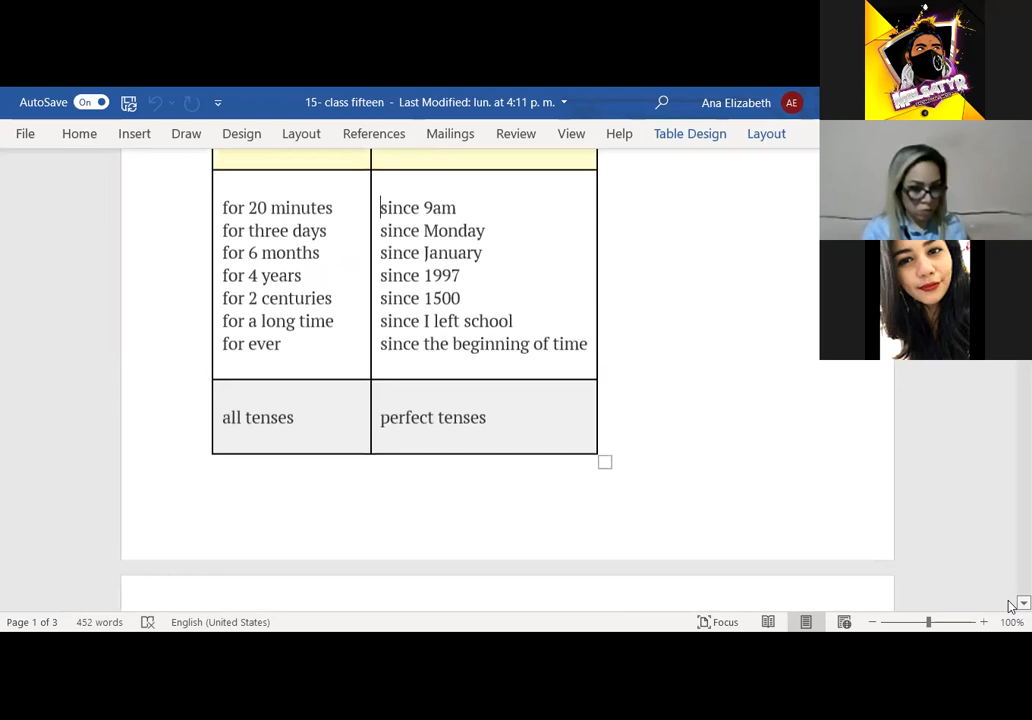 AutoSave On
15- class fifteen - Last Modified: lun. at 4:11 p. m.
Ana Elizabeth AE
File Home Insert Draw Design Layout References Mailings Review View Help Table Design Layout
for 20 minutes
for three days
for 6 months
for 4 years
for 2 centuries
for a long time
for ever
since 9am
since Monday
since January
since 1997
since 1500
since I left school
since the beginning of time
all tenses
perfect tenses
Page 1 of 3 452 words English (United States) Focus 100%